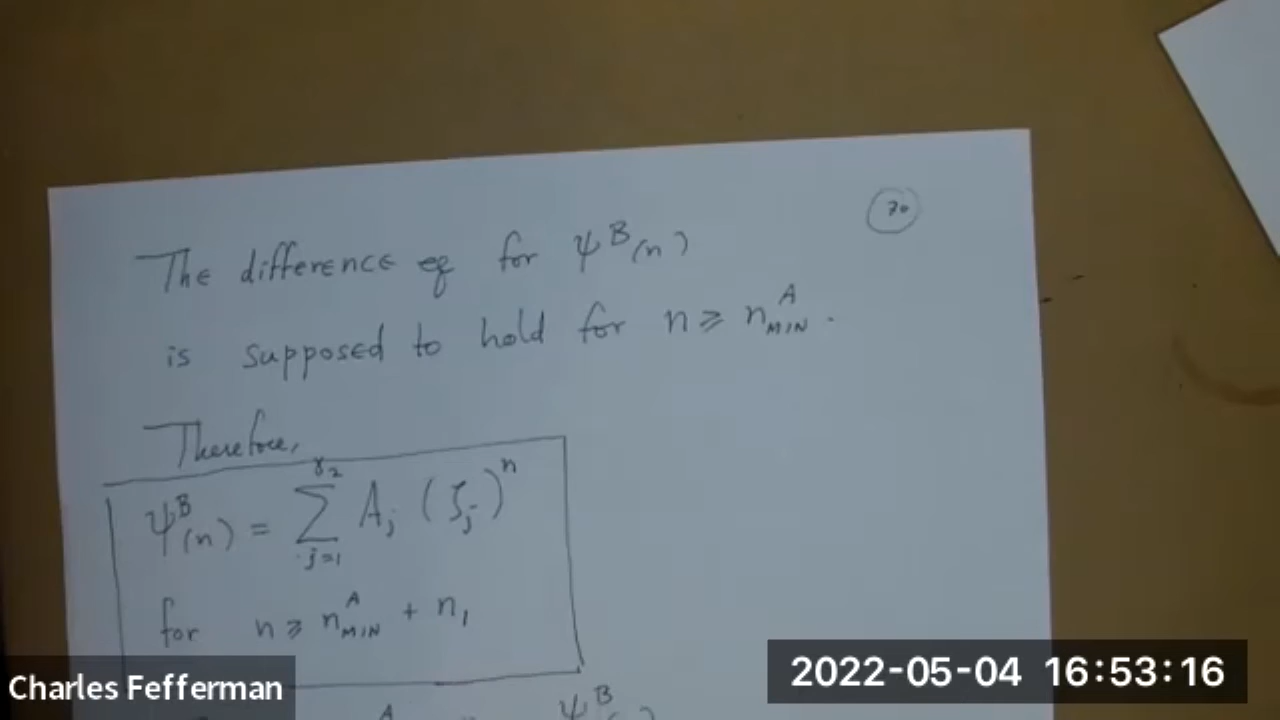 70
The difference eq for ψ^B(n)
is supposed to hold for n ≥ n^A_MIN.
Therefore,
ψ^B(n) = Σ_{j=1}^{γ_2} A_j (ζ_j)^n
for n ≥ n^A_MIN + n_1
A ψ^B
Charles Fefferman
2022-05-04 16:53:16